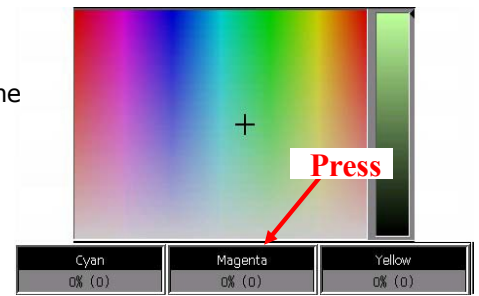 ne
Press
Cyan Magenta Yellow
0% (0) 0% (0) 0% (0)